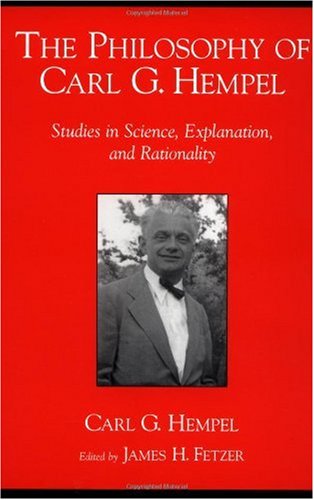 THE PHILOSOPHY OF
CARL G. HEMPEL
Studies in Science, Explanation,
and Rationality
CARL G. HEMPEL
Edited by JAMES H. FETZER